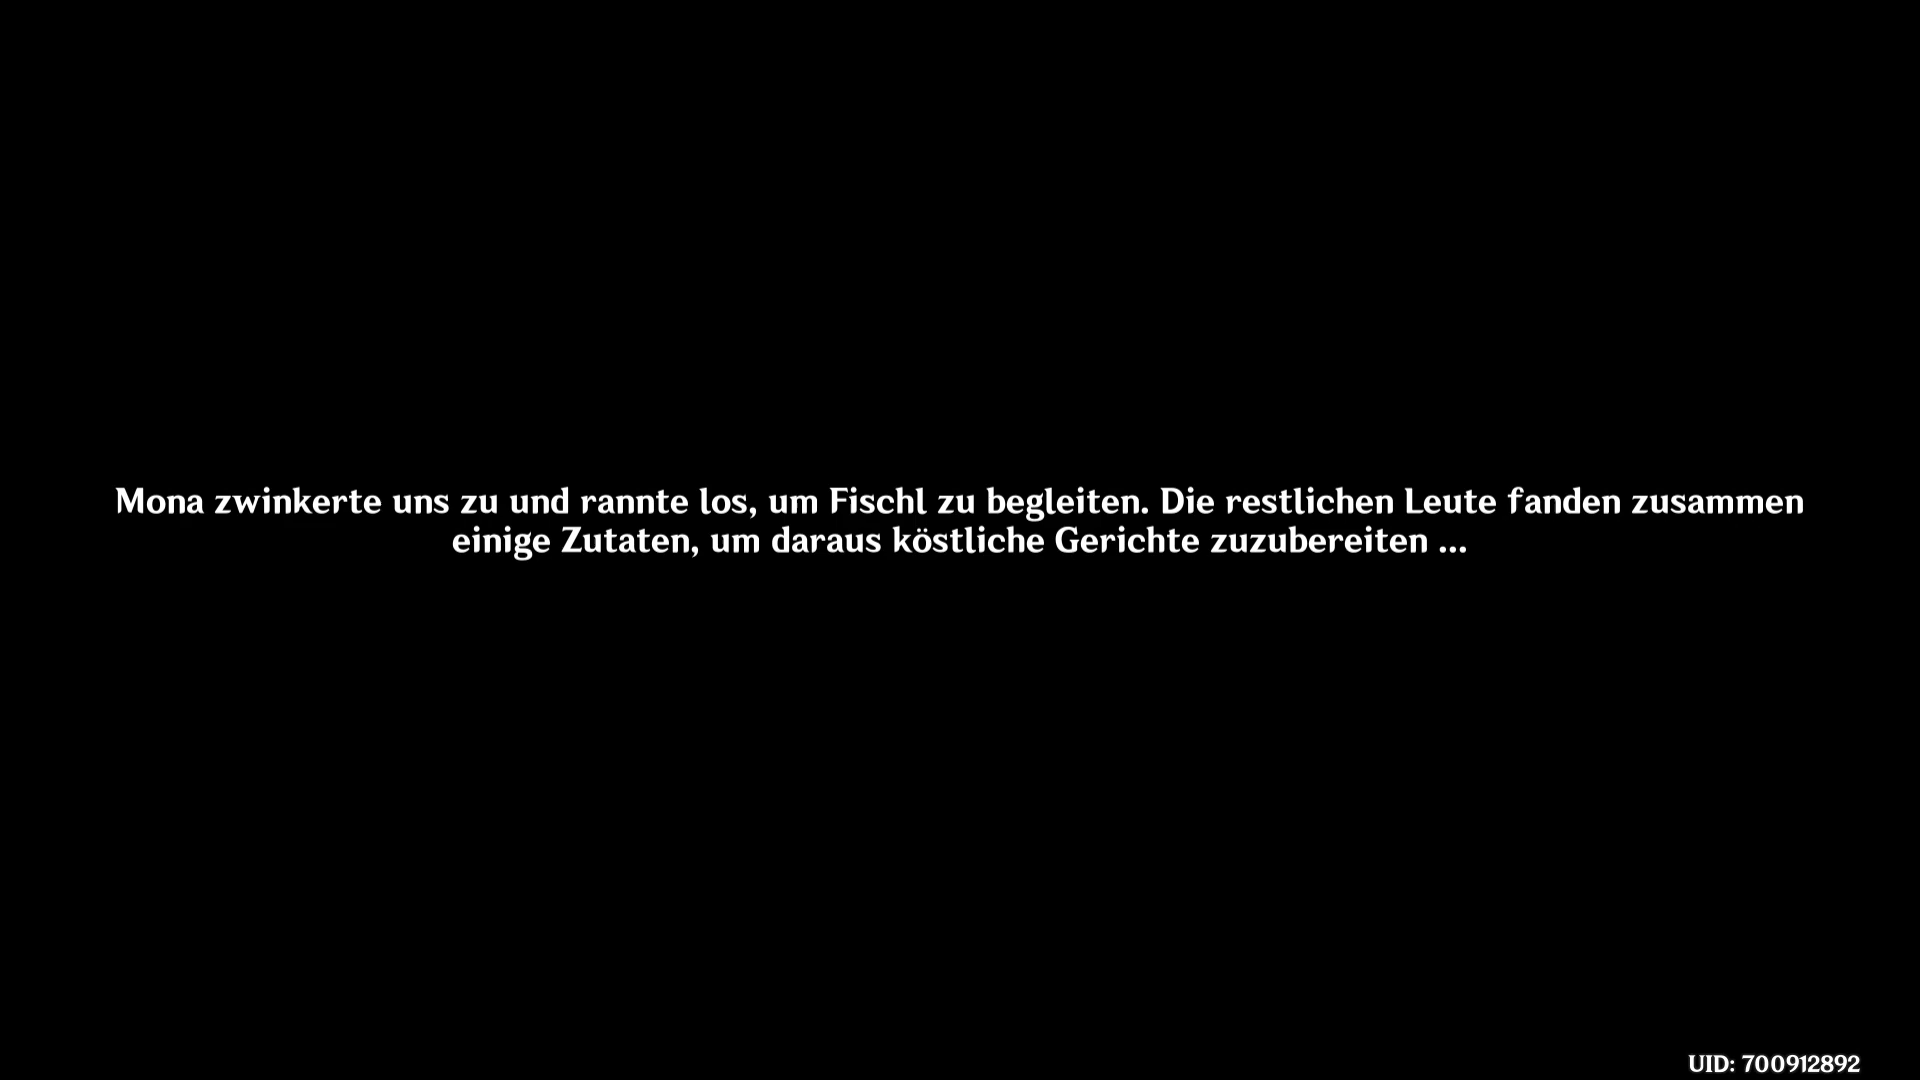 Mona zwinkerte uns zu und rannte los, um Fischl zu begleiten. Die restlichen Leute fanden zusammen
einige Zutaten, um daraus köstliche Gerichte zuzubereiten ...
UID: 700912892